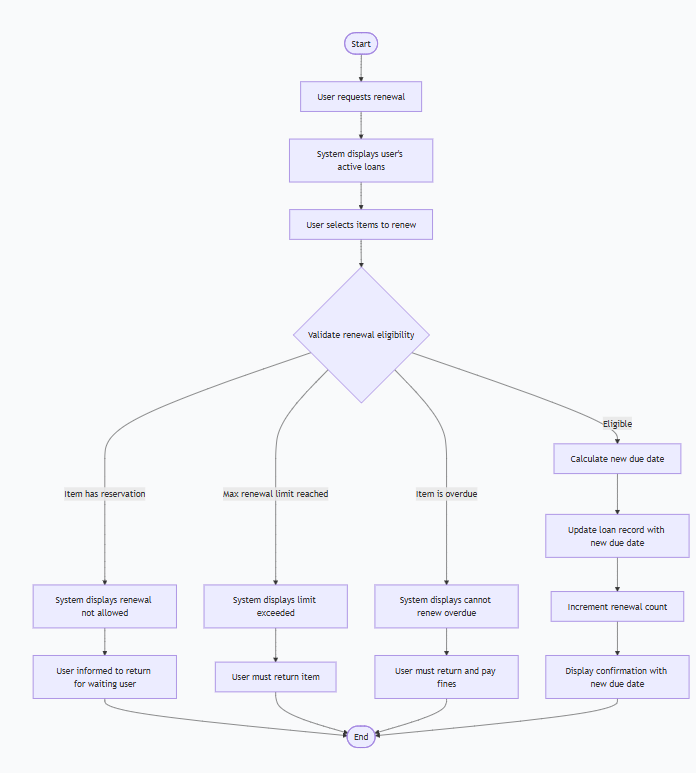 Start
User requests renewal
System displays user's
active loans
User selects items to renew
Validate renewal eligibility
Eligible
Calculate new due date
Item has reservation
Max renewal limit reached
Item is overdue
Update loan record with
new due date
System displays renewal
not allowed
System displays limit
exceeded
System displays cannot
renew overdue
Increment renewal count
User informed to return
for waiting user
User must return item
User must return and pay
fines
Display confirmation with
new due date
End